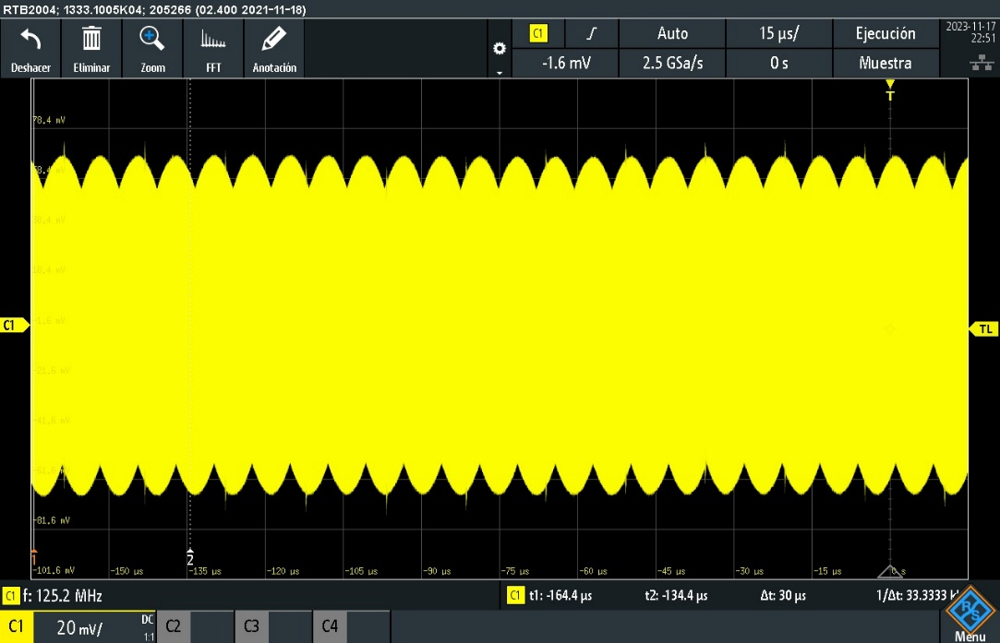 RTB2004; 1333.1005K04; 205266 (02.400 2021-11-18)
Deshacer Eliminar Zoom FFT Anotación
C1 Auto 15 µs/ Ejecución
-1.6 mV 2.5 GSa/s 0 s Muestra
2023-11-17
22:51
T
78.4 mV
38.4 mV
18.4 mV
C1 -1.6 mV TL
-21.6 mV
-41.6 mV
-61.6 mV
-81.6 mV
1 2
-101.6 mV -150 µs -135 µs -120 µs -105 µs -90 µs -75 µs -60 µs -45 µs -30 µs -15 µs 0 s
C1 f: 125.2 MHz C1 t1: -164.4 µs t2: -134.4 µs Δt: 30 µs 1/Δt: 33.3333
C1 20 mV/ DC 1:1 C2 C3 C4
R&S
Menu